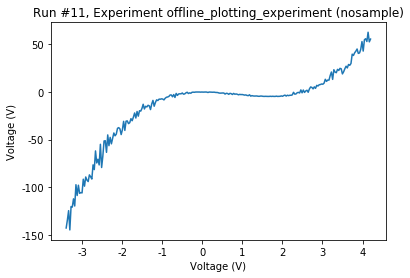 Run #11, Experiment offline_plotting_experiment (nosample)
50
0
-50
-100
-150
Voltage (V)
-3 -2 -1 0 1 2 3 4
Voltage (V)